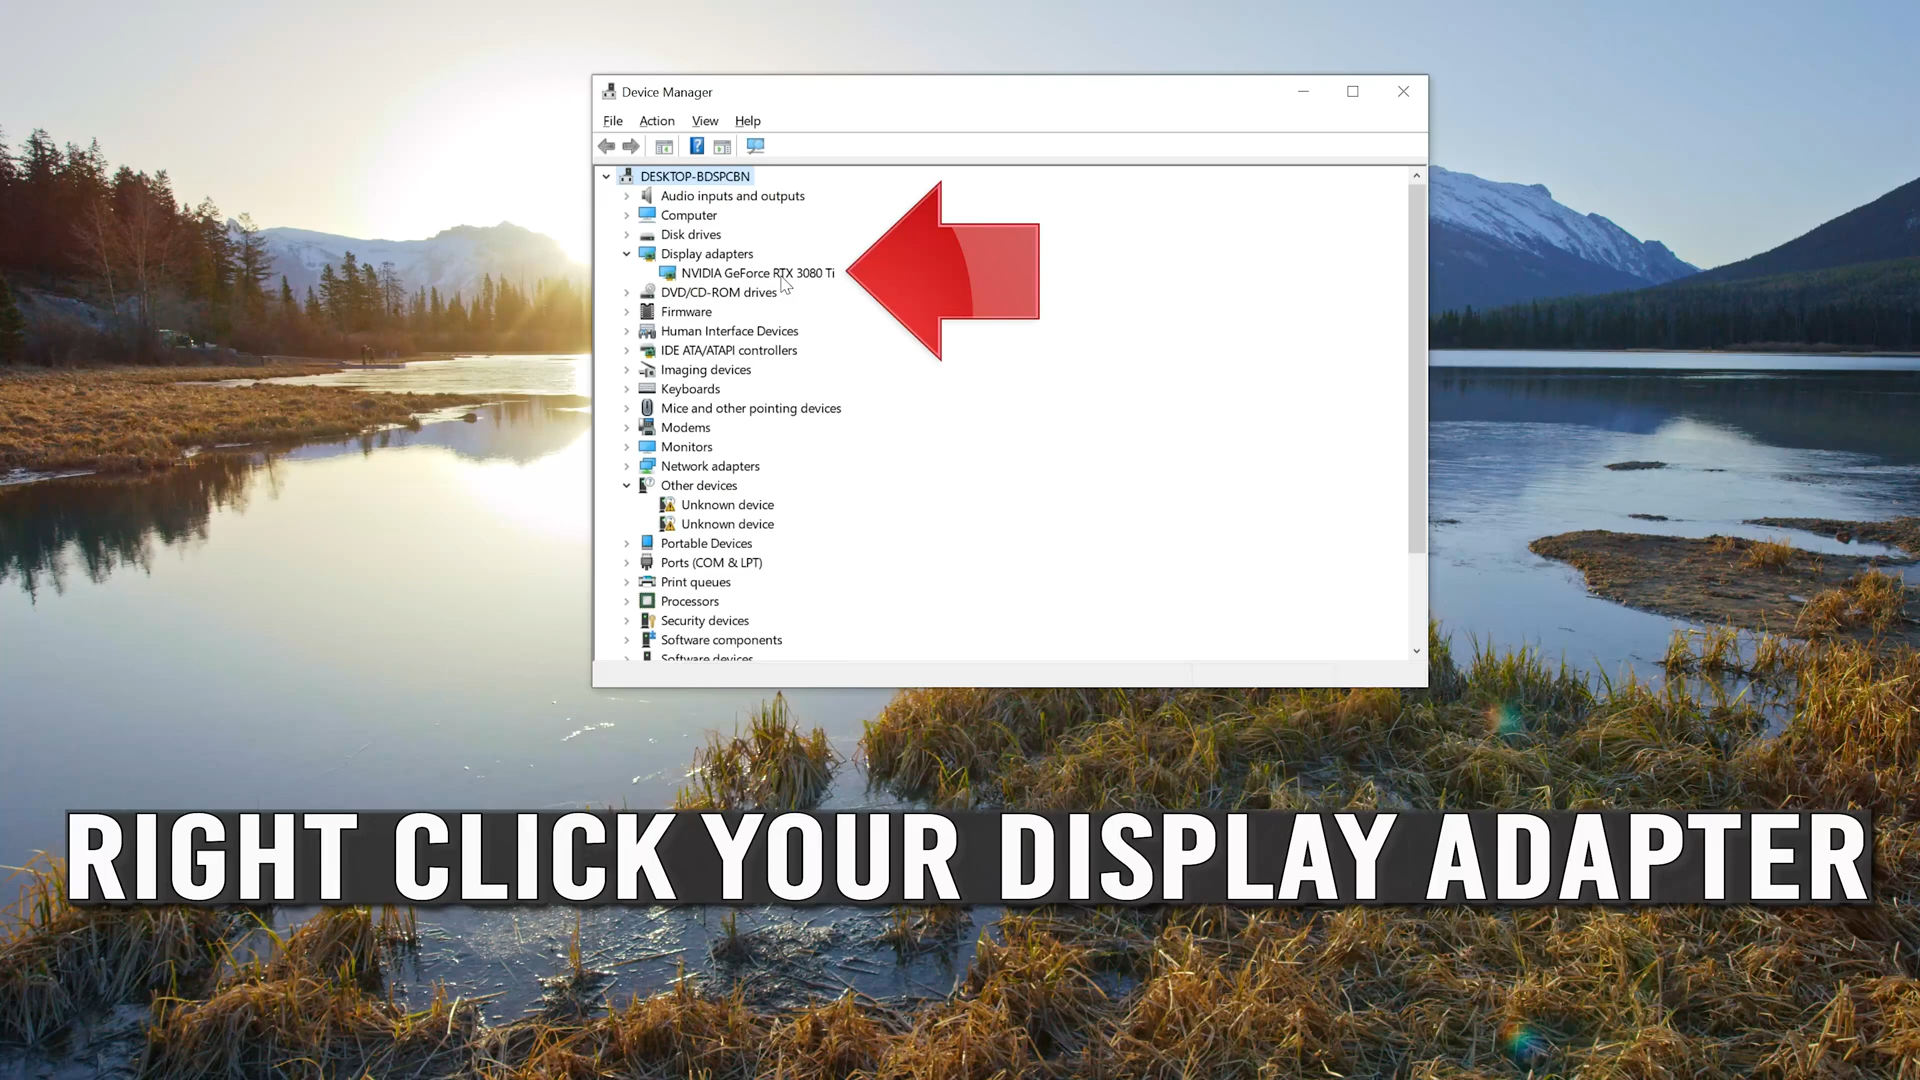 Device Manager
File Action View Help
DESKTOP-BDSPCBN
Audio inputs and outputs
Computer
Disk drives
Display adapters
NVIDIA GeForce RTX 3080 Ti
DVD/CD-ROM drives
Firmware
Human Interface Devices
IDE ATA/ATAPI controllers
Imaging devices
Keyboards
Mice and other pointing devices
Modems
Monitors
Network adapters
Other devices
Unknown device
Unknown device
Portable Devices
Ports (COM & LPT)
Print queues
Processors
Security devices
Software components
Software devices
RIGHT CLICK YOUR DISPLAY ADAPTER